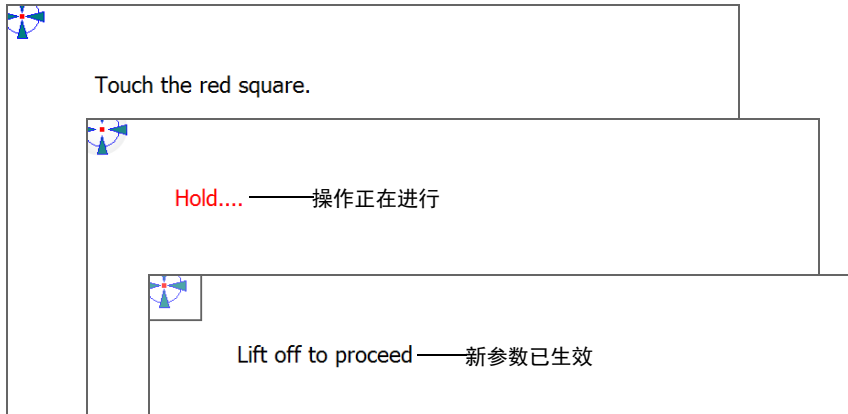 Touch the red square.
Hold.... 操作正在进行
Lift off to proceed 新参数已生效